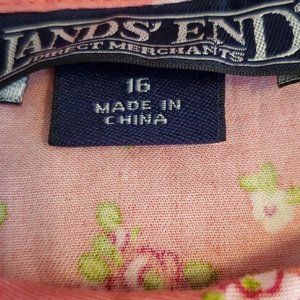 LANDS' END
DIRECT MERCHANTS
16
MADE IN
CHINA